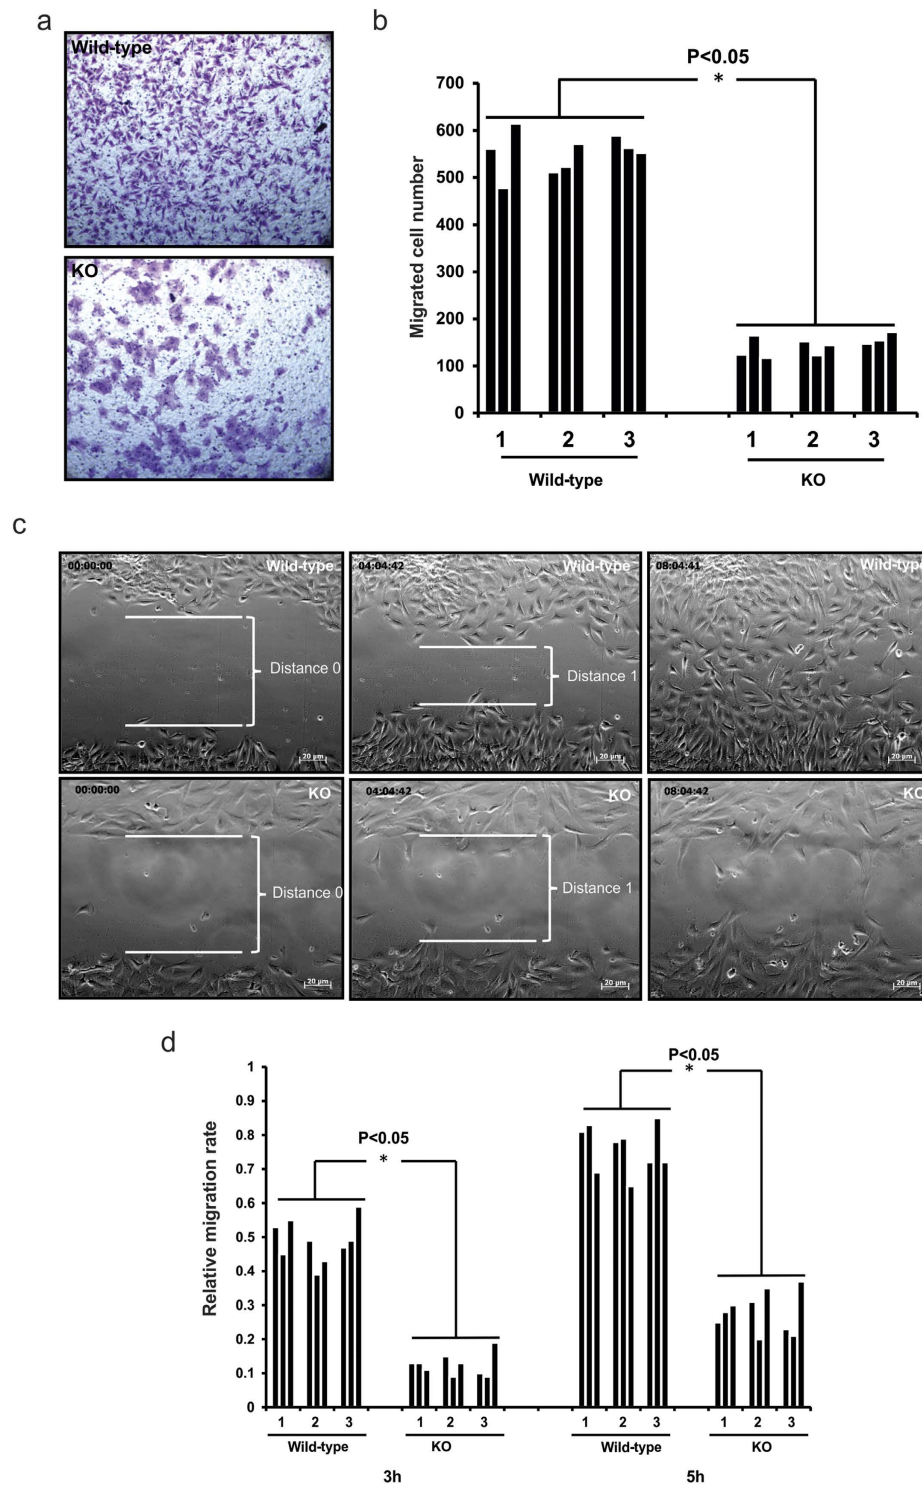 a
Wild-type
KO
b
P<0.05
*
Migrated cell number
700
600
500
400
300
200
100
0
1 2 3 1 2 3
Wild-type KO
c
00:00:00 Wild-type
Distance 0
20 µm
04:04:42 Wild-type
Distance 1
20 µm
08:04:41 Wild-type
20 µm
00:00:00 KO
Distance 0
20 µm
04:04:42 KO
Distance 1
20 µm
08:04:42 KO
20 µm
d
P<0.05
*
P<0.05
*
Relative migration rate
1
0.9
0.8
0.7
0.6
0.5
0.4
0.3
0.2
0.1
0
1 2 3 1 2 3 1 2 3 1 2 3
Wild-type KO Wild-type KO
3h 5h